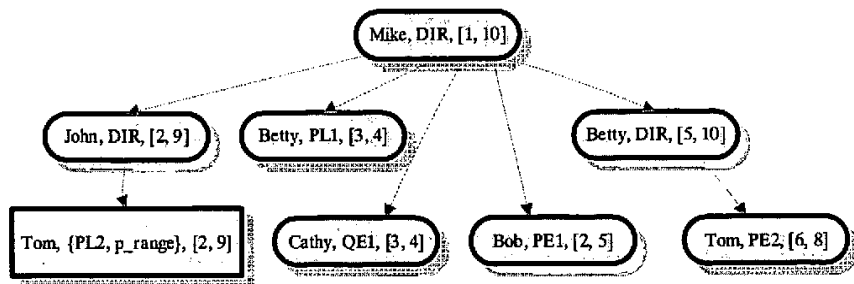 Mike, DIR, [1, 10]
John, DIR, [2, 9]
Betty, PL1, [3, 4]
Betty, DIR, [5, 10]
Tom, {PL2, p_range}, [2, 9]
Cathy, QE1, [3, 4]
Bob, PE1, [2, 5]
Tom, PE2, [6, 8]